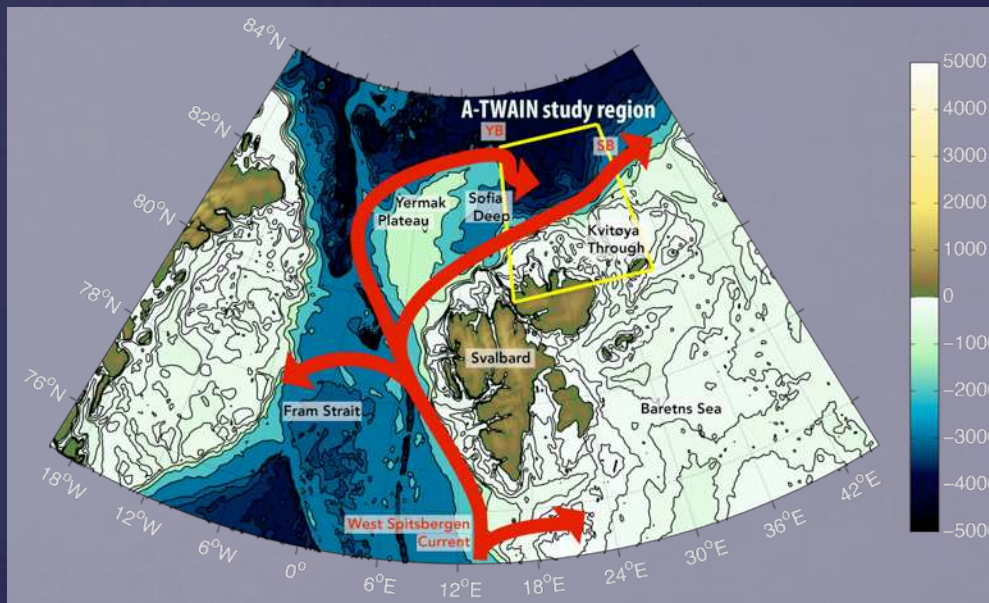 84°N
82°N
80°N
78°N
76°N
A-TWAIN study region
YB
SB
Yermak
Plateau
Sofia
Deep
Kvitøya
Through
Svalbard
Fram Strait
Baretns Sea
West Spitsbergen
Current
18°W
12°W
6°W
0°
6°E
12°E
18°E
24°E
30°E
36°E
42°E
5000
4000
3000
2000
1000
0
−1000
−2000
−3000
−4000
−5000